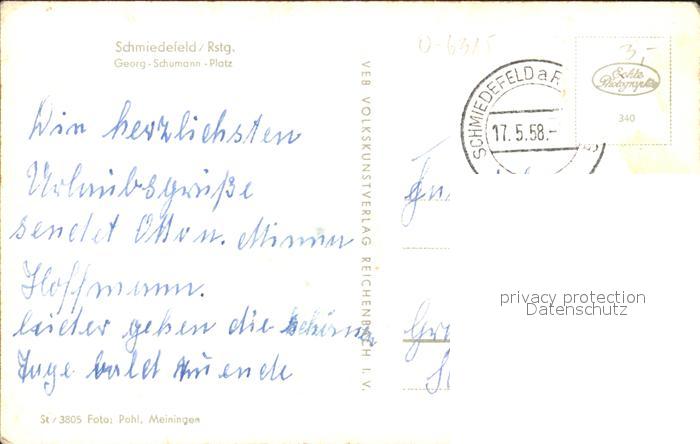 Schmiedefeld/Rstg.
Georg-Schumann-Platz
Die herzlichsten
Urlaubsgrüße
sendet Otto u. Minna
Hoffmann.
leider gehen die schönen
Tage bald zuende
St/3805 Foto: Pohl, Meiningen
VEB VOLKSKUNSTVERLAG REICHENBACH I. V.
0-6315
3,-
SCHMIEDEFELD a R
17.5.58.-
Echte
Photographie
340
privacy protection
Datenschutz